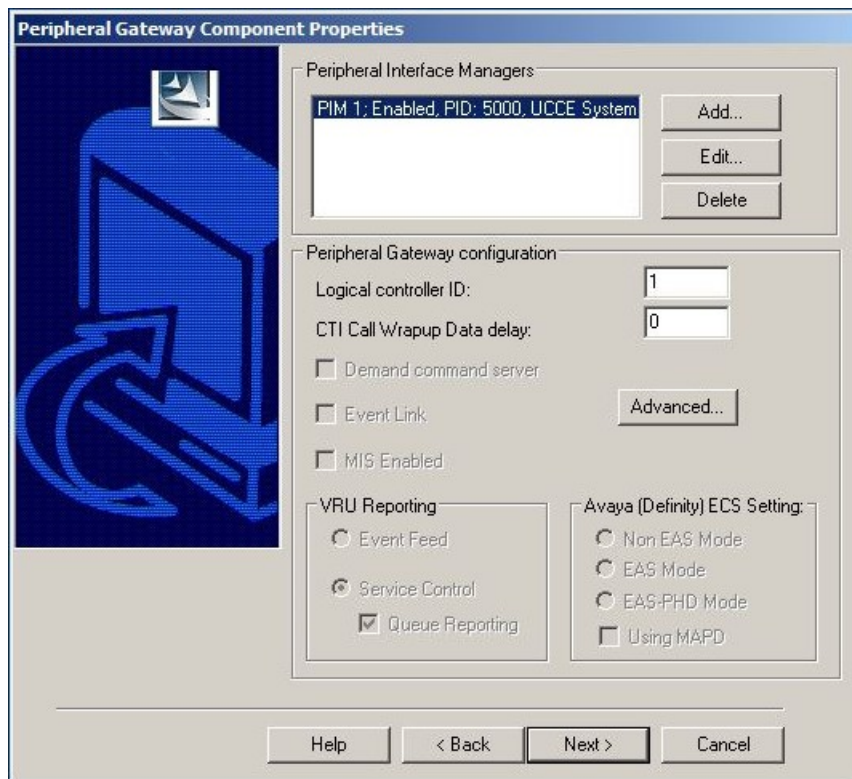 Peripheral Gateway Component Properties
Peripheral Interface Managers
PIM 1; Enabled, PID: 5000, UCCE System
Add...
Edit...
Delete
Peripheral Gateway configuration
Logical controller ID:
1
CTI Call Wrapup Data delay:
0
Demand command server
Event Link
Advanced...
MIS Enabled
VRU Reporting
Event Feed
Service Control
Queue Reporting
Avaya (Definity) ECS Setting:
Non EAS Mode
EAS Mode
EAS-PHD Mode
Using MAPD
Help
< Back
Next >
Cancel